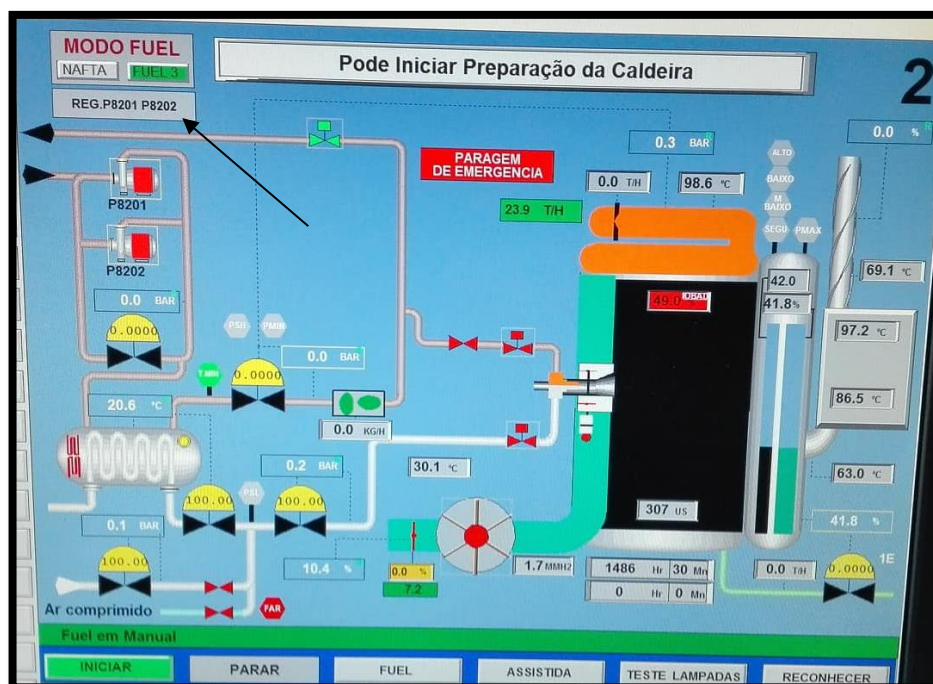 MODO FUEL
NAFTA FUEL 3
REG.P8201 P8202
Pode Iniciar Preparação da Caldeira
2
0.0 % R
0.3 BAR R
ALTO
BAIXO
M BAIXO
SEGU PMAX
PARAGEM DE EMERGENCIA
0.0 T/H
98.6 °C
23.9 T/H
P8201
P8202
69.1 °C
42.0
41.8%
49.0
97.2 °C
86.5 °C
0.0 BAR
0.0000
PSH PMIN
0.0 BAR
0.0000
T.MIN
20.6 °C
0.0 KG/H
30.1 °C
0.2 BAR
63.0 °C
100.00
PSL
100.00
307 US
41.8 %
0.1 BAR
100.00
10.4 %
0.0 %
7.2
1.7 MMH2
1486 Hr 30 Mn
0 Hr 0 Mn
0.0 T/H
0.0000
1E
Ar comprimido
PAR
Fuel em Manual
INICIAR PARAR FUEL ASSISTIDA TESTE LAMPADAS RECONHECER